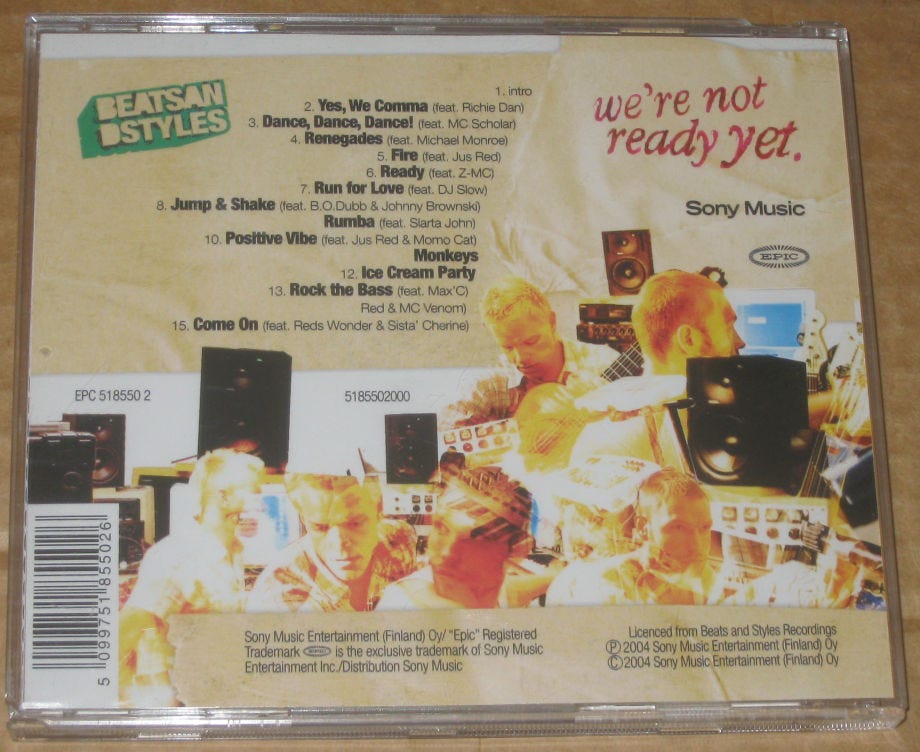 BEATSAN
DSTYLES
1. intro
2. Yes, We Comma (feat. Richie Dan)
3. Dance, Dance, Dance! (feat. MC Scholar)
4. Renegades (feat. Michael Monroe)
5. Fire (feat. Jus Red)
6. Ready (feat. Z-MC)
7. Run for Love (feat. DJ Slow)
8. Jump & Shake (feat. B.O.Dubb & Johnny Brownski)
Rumba (feat. Slarta John)
10. Positive Vibe (feat. Jus Red & Momo Cat)
Monkeys
12. Ice Cream Party
13. Rock the Bass (feat. Max'C)
Red & MC Venom)
15. Come On (feat. Reds Wonder & Sista' Cherine)
we're not
ready yet.
Sony Music
EPIC
EPC 518550 2
5185502000
5 099751 855026
Sony Music Entertainment (Finland) Oy/ "Epic" Registered
Trademark EPIC is the exclusive trademark of Sony Music
Entertainment Inc./Distribution Sony Music
Licenced from Beats and Styles Recordings
Ⓟ 2004 Sony Music Entertainment (Finland) Oy
© 2004 Sony Music Entertainment (Finland) Oy